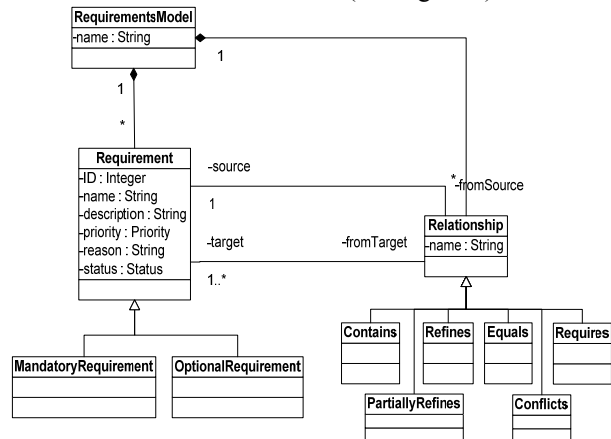 RequirementsModel
-name : String
1
1
*
Requirement
-ID : Integer
-name : String
-description : String
-priority : Priority
-reason : String
-status : Status
-source
1
-target
1..*
*
-fromSource
-fromTarget
Relationship
-name : String
MandatoryRequirement
OptionalRequirement
Contains
Refines
Equals
Requires
PartiallyRefines
Conflicts